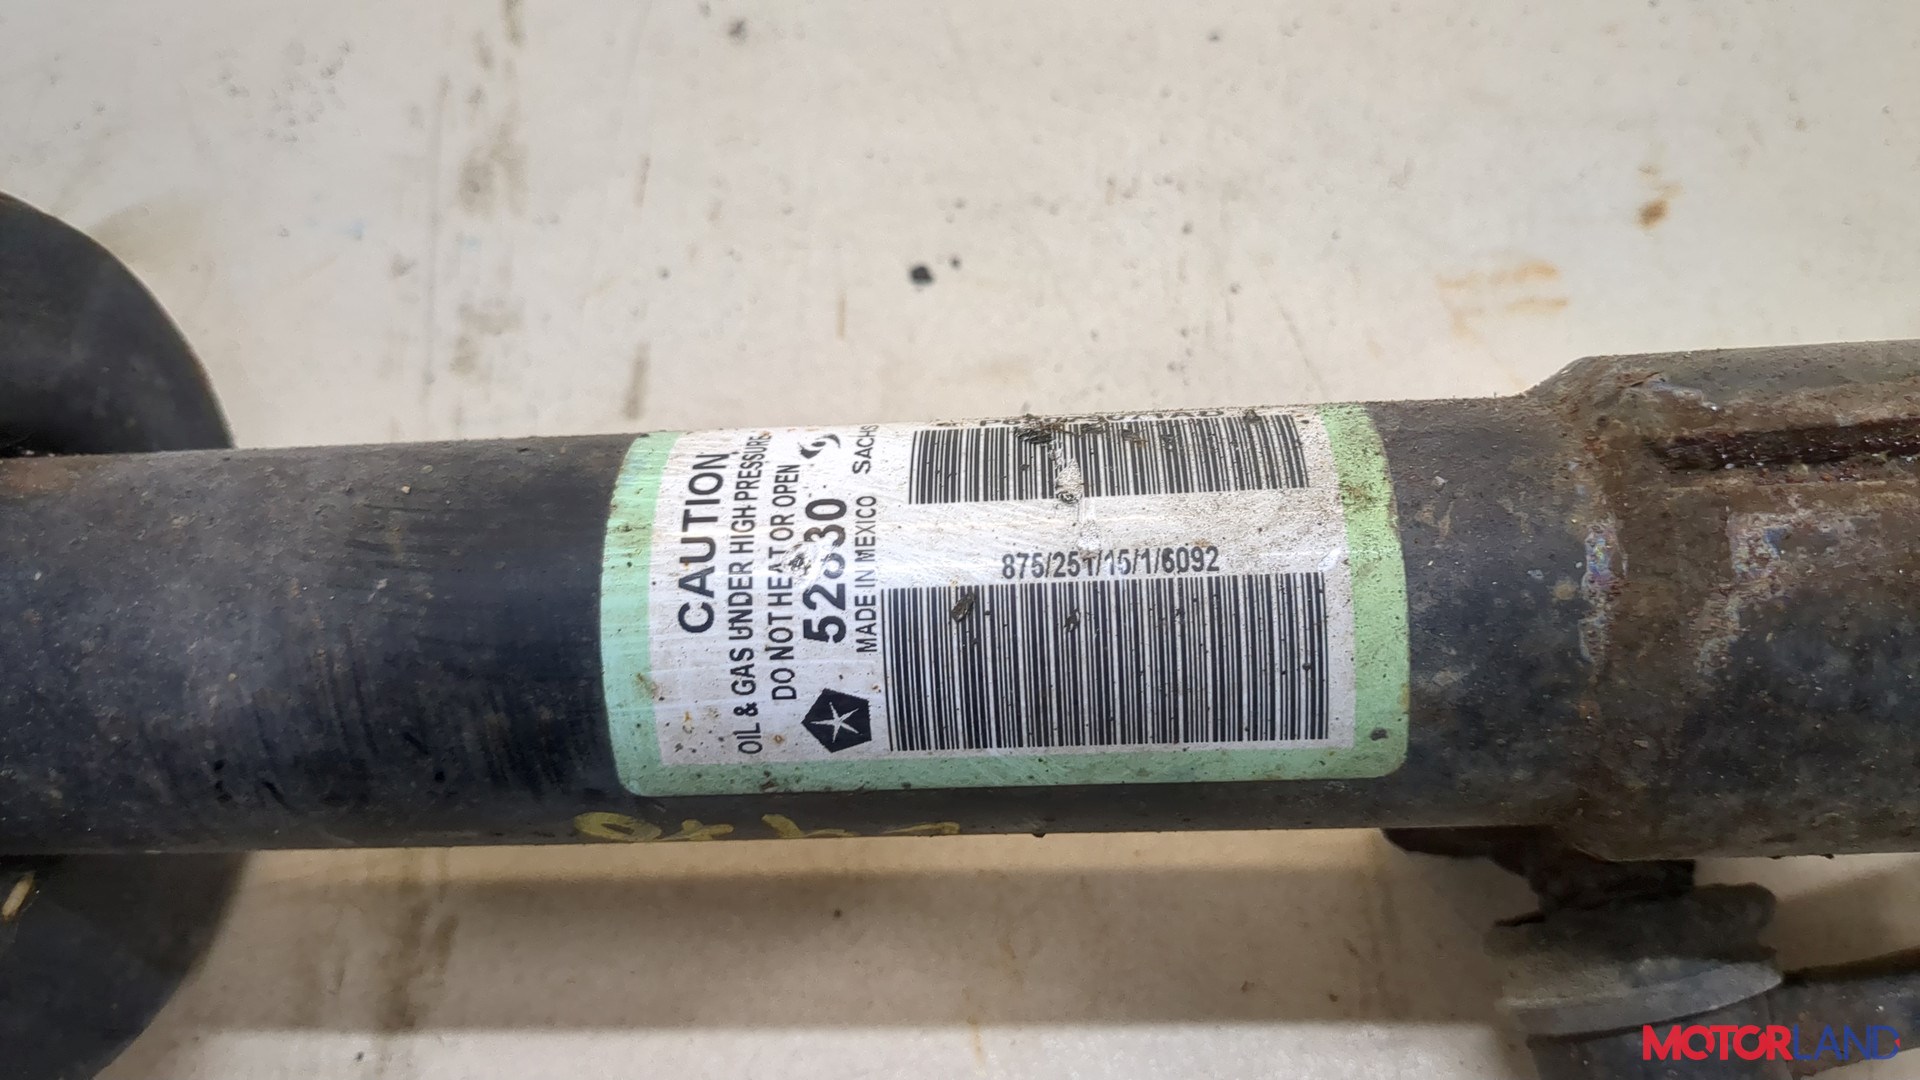 CAUTION
OIL & GAS UNDER HIGH PRESSURE
DO NOT HEAT OR OPEN
MADE IN MEXICO SACHS
875/251/15/1/6092
MOTORLAND